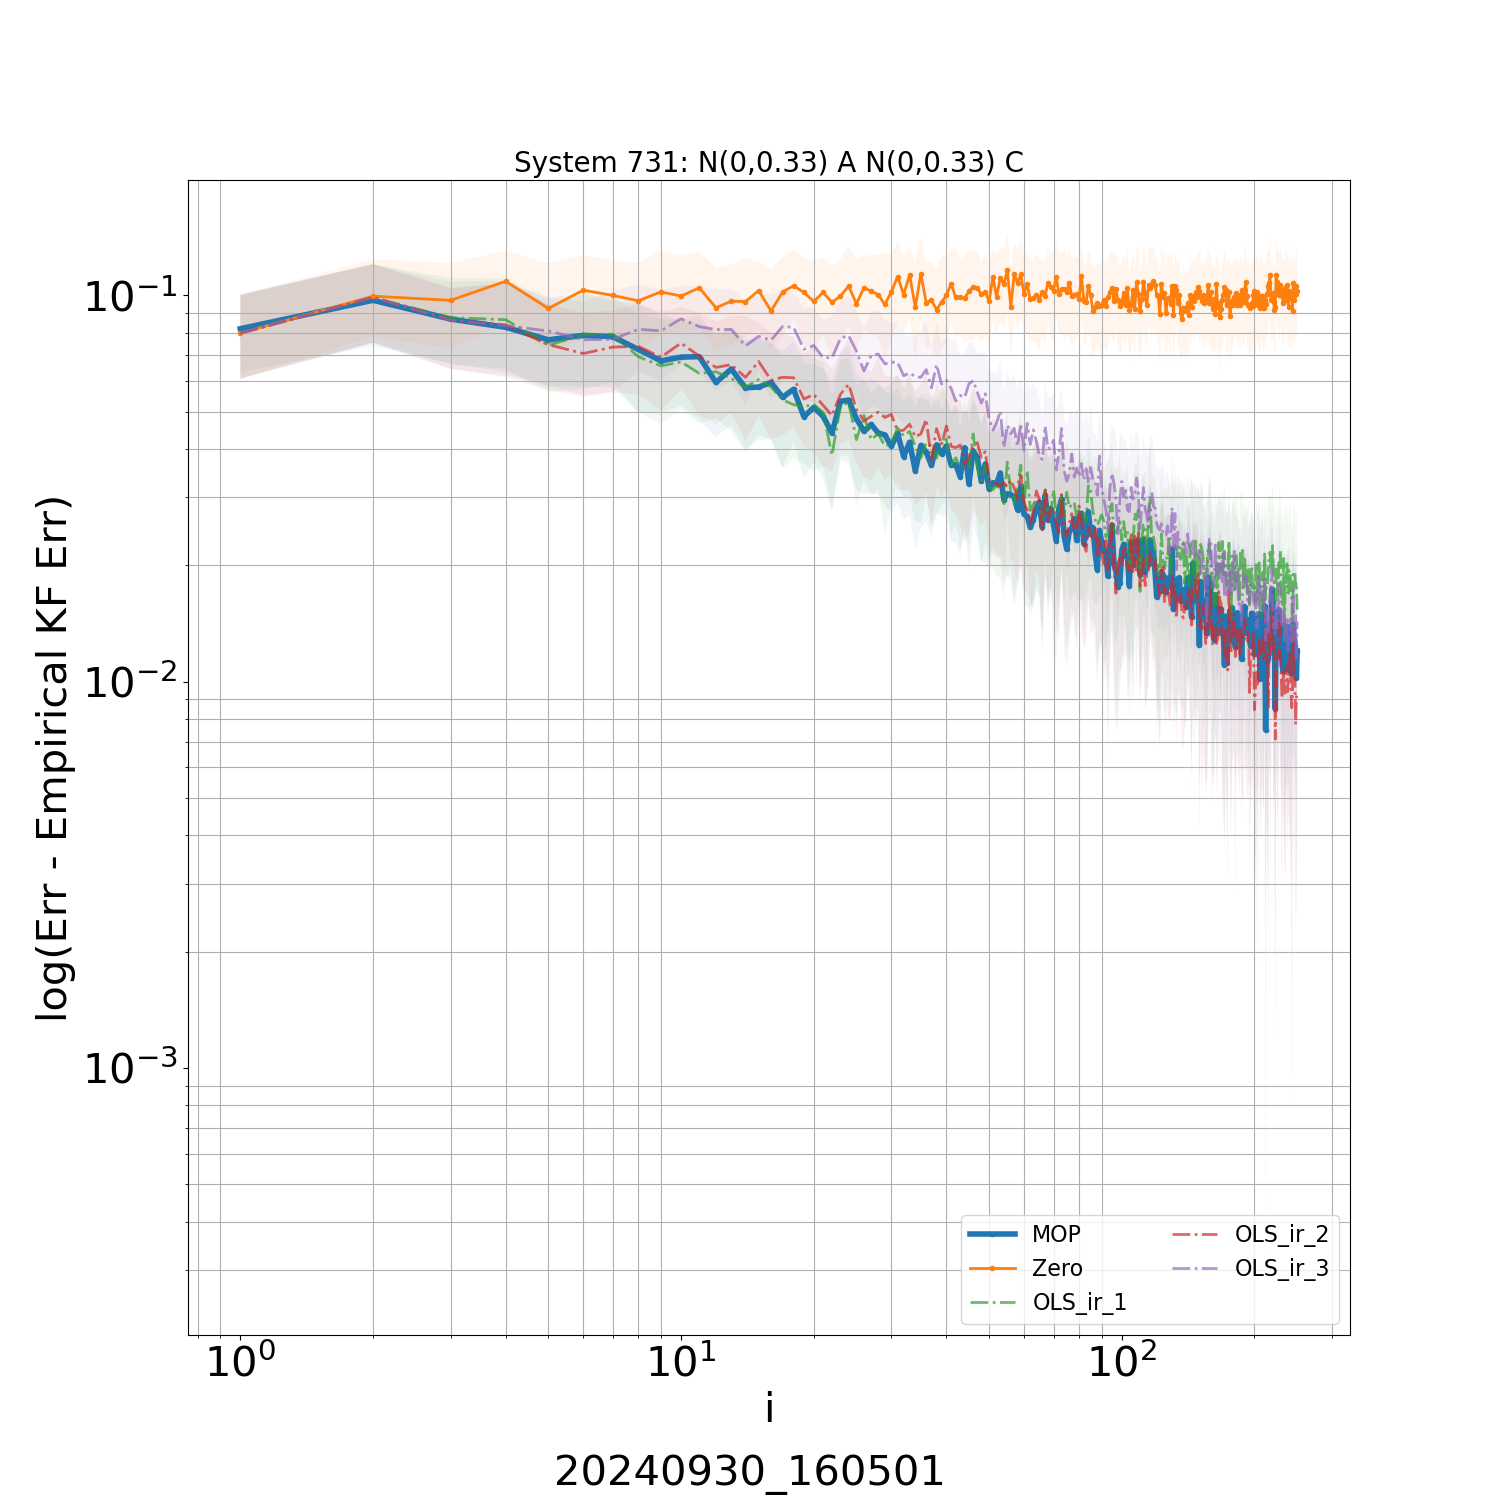 System 731: N(0,0.33) A N(0,0.33) C
log(Err - Empirical KF Err)
10⁻¹
10⁻²
10⁻³
10⁰
10¹
10²
i
MOP
Zero
OLS_ir_1
OLS_ir_2
OLS_ir_3
20240930_160501